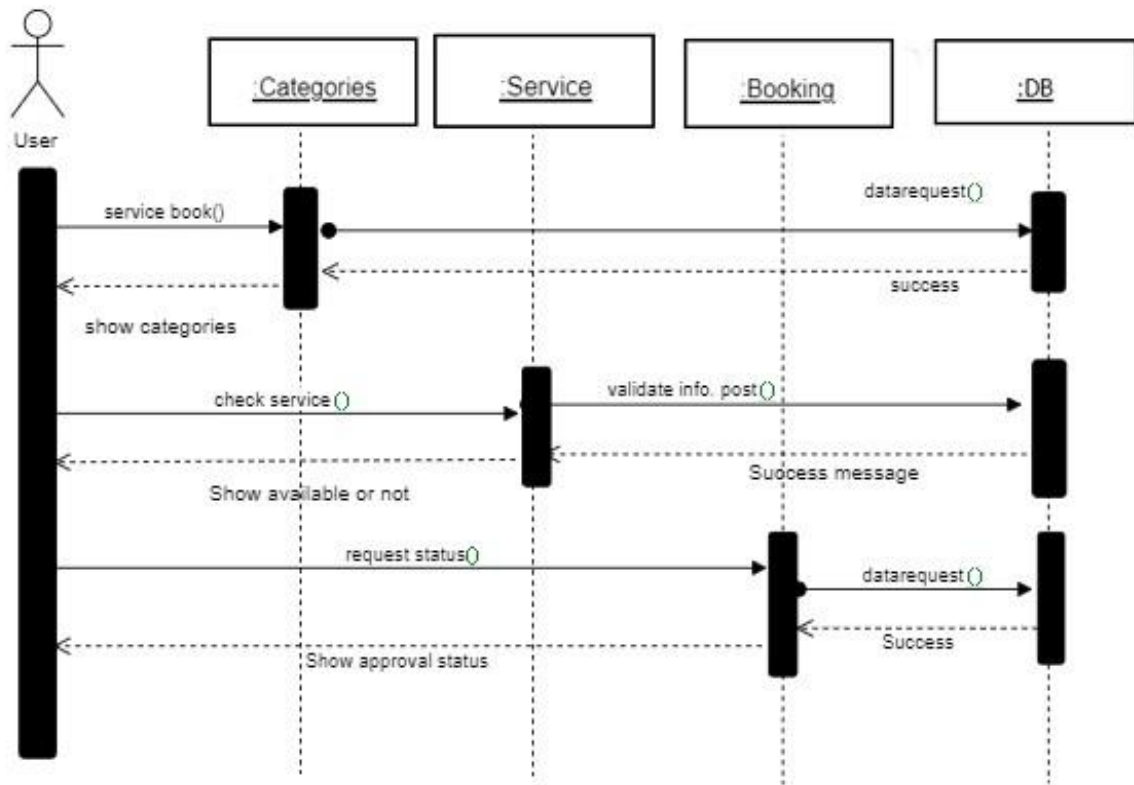 :Categories
:Service
:Booking
:DB
User
service book()
datarequest()
success
show categories
check service()
validate info. post()
Success message
Show available or not
request status()
datarequest()
Success
Show approval status